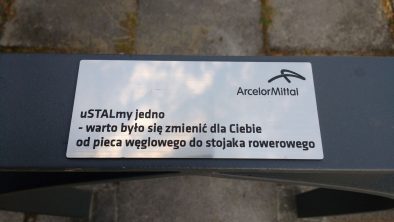 ArcelorMittal
uSTALmy jedno
- warto było się zmienić dla Ciebie
od pieca węglowego do stojaka rowerowego